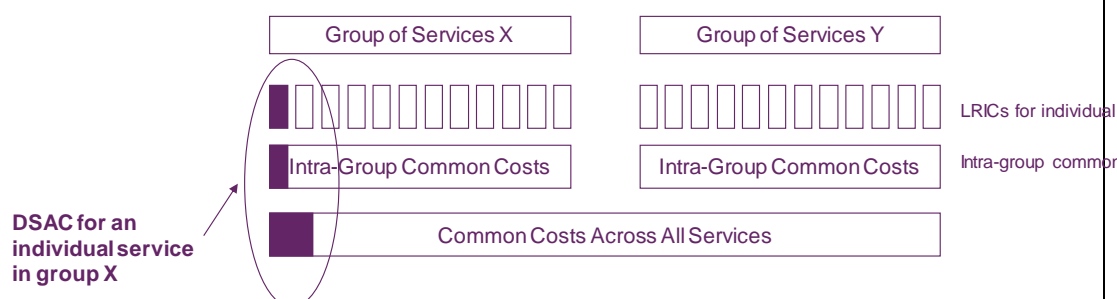 Group of Services X
Group of Services Y
LRICs for individual
Intra-Group Common Costs
Intra-Group Common Costs
Intra-group common
DSAC for an
individual service
in group X
Common Costs Across All Services